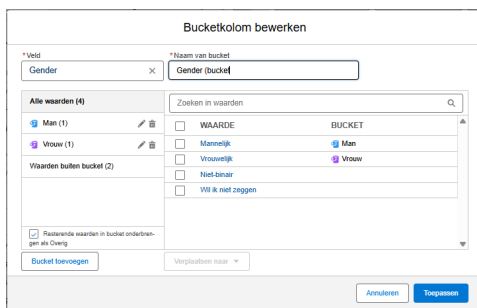 Bucketkolom bewerken
*Veld
*Naam van bucket
Gender
Gender (bucket
Alle waarden (4)
Zoeken in waarden
Man (1)
WAARDE BUCKET
Vrouw (1)
Mannelijk Man
Vrouwelijk Vrouw
Waarden buiten bucket (2)
Niet-binair
Wil ik niet zeggen
Resterende waarden in bucket onderbren-
gen als Overig
Bucket toevoegen
Verplaatsen naar
Annuleren
Toepassen